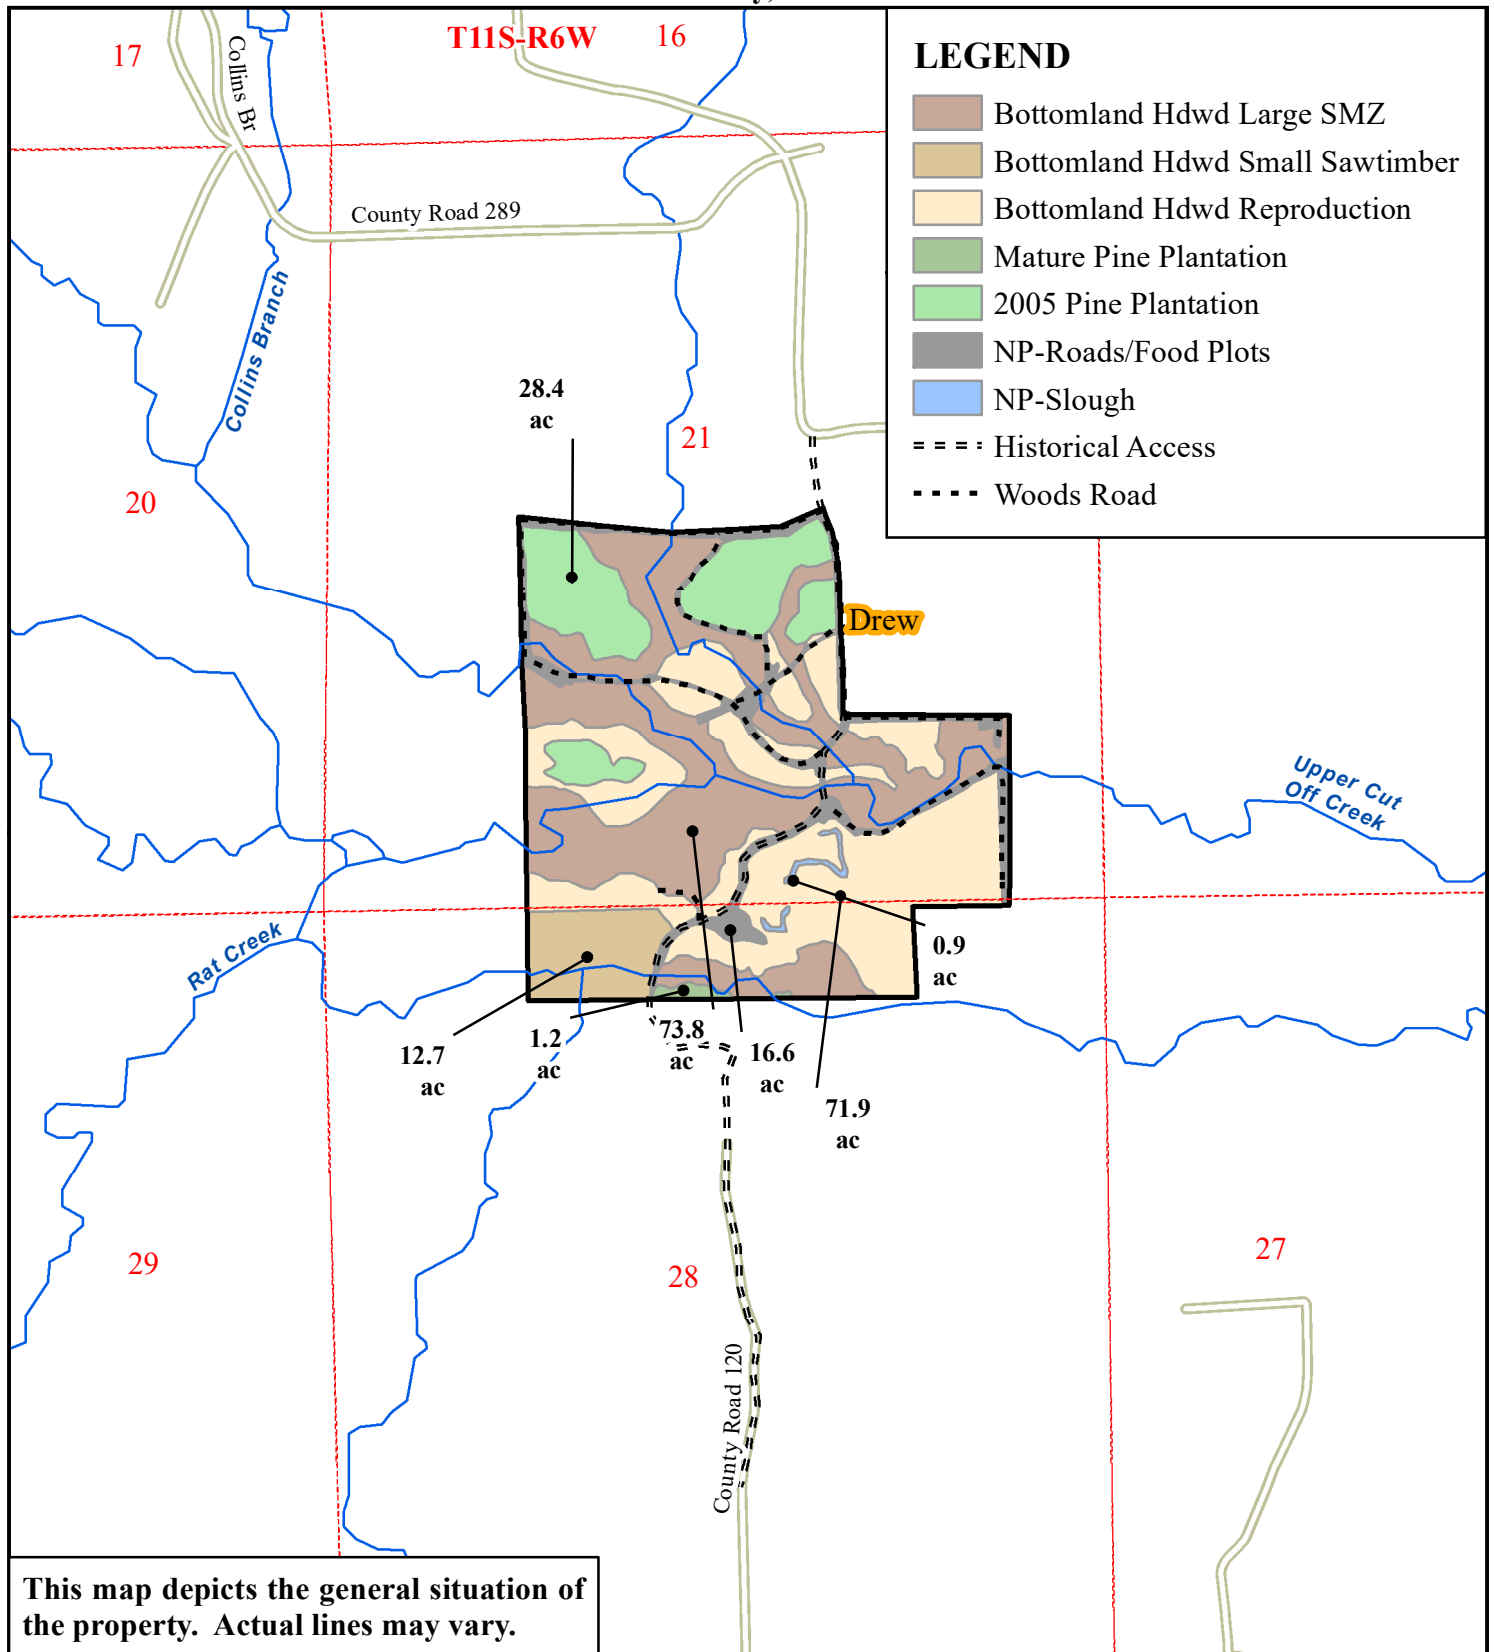 17
Collins Br
T11S-R6W
16
LEGEND
Bottomland Hdwd Large SMZ
Bottomland Hdwd Small Sawtimber
Bottomland Hdwd Reproduction
Mature Pine Plantation
2005 Pine Plantation
NP-Roads/Food Plots
NP-Slough
Historical Access
Woods Road
County Road 289
Collins Branch
28.4
ac
21
20
Drew
Upper Cut
Off Creek
Rat Creek
0.9
ac
12.7
ac
1.2
ac
73.8
ac
16.6
ac
71.9
ac
29
28
27
County Road 120
This map depicts the general situation of
the property. Actual lines may vary.